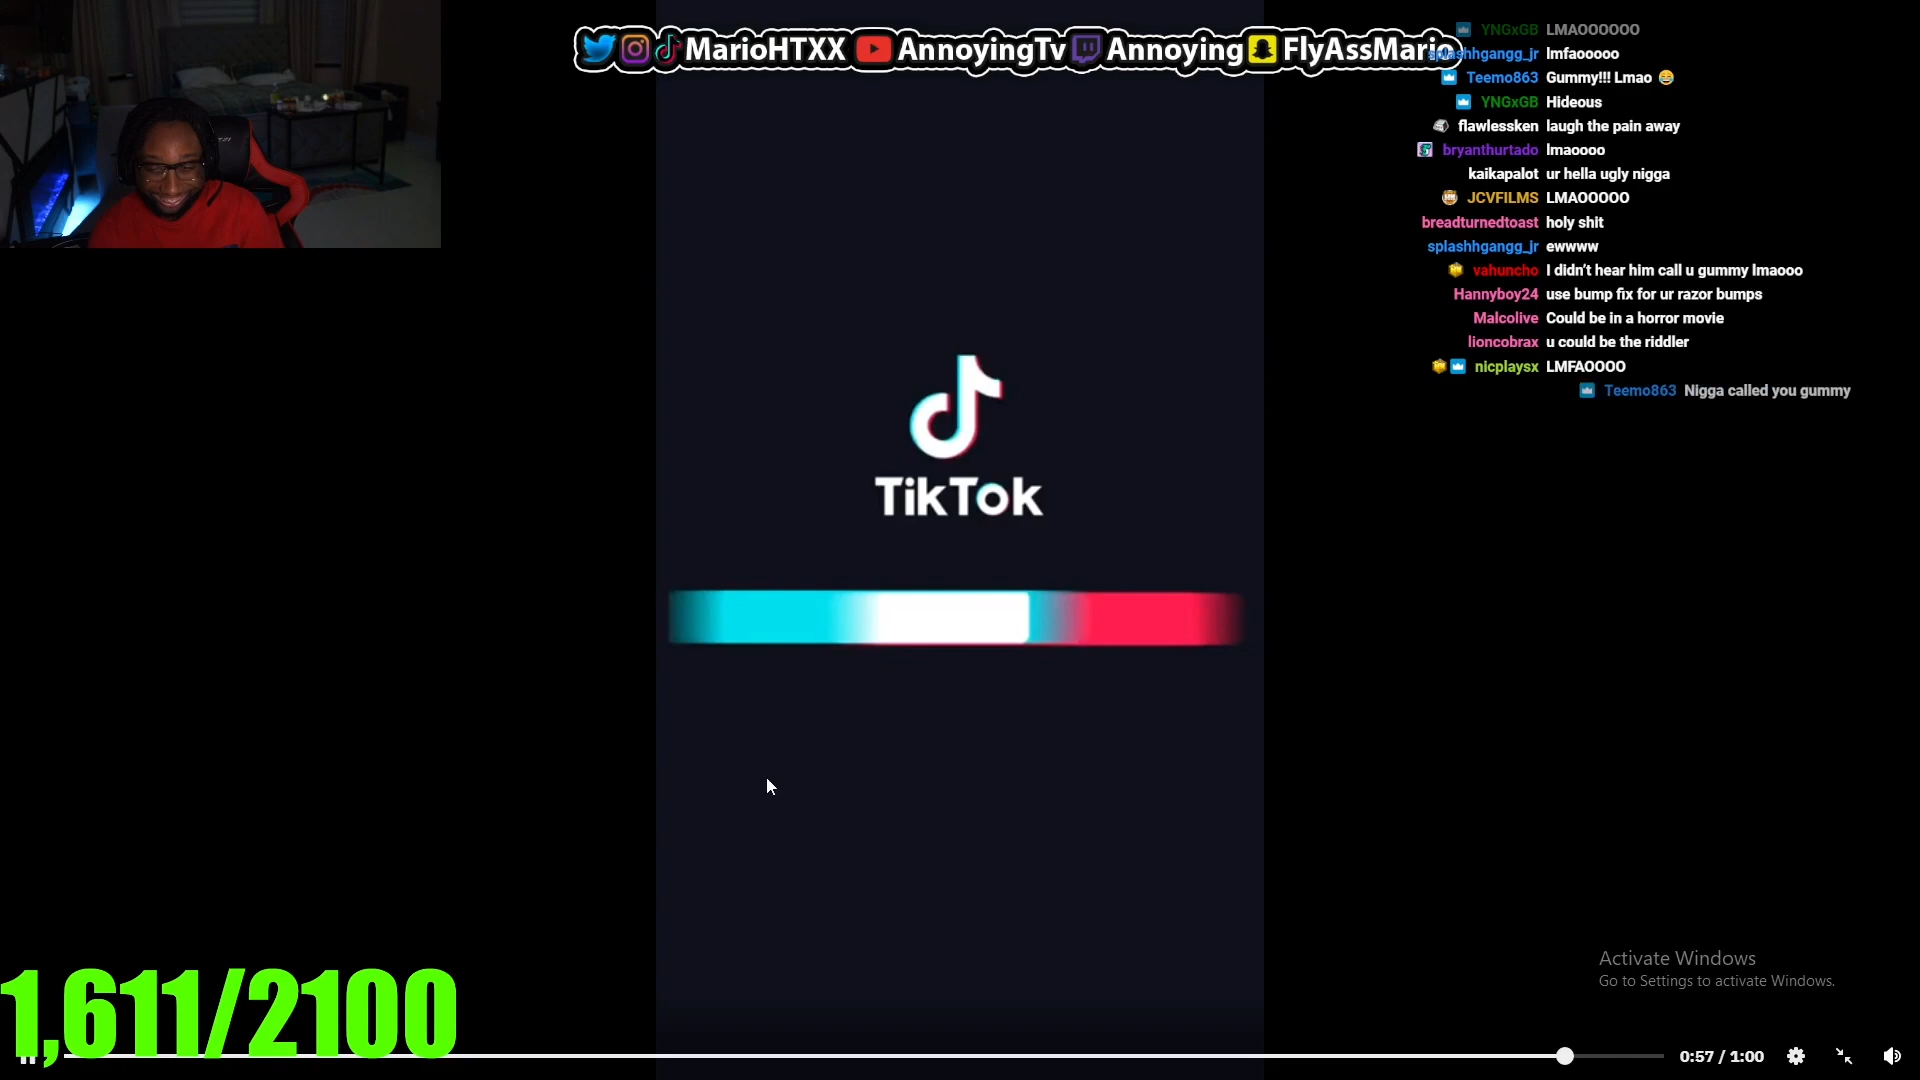 MarioHTXX AnnoyingTv Annoying FlyAssMario
YNGxGB LMAOOOOOO
splashhgangg_jr lmfaooooo
Teemo863 Gummy!!! Lmao 😂
YNGxGB Hideous
flawlessken laugh the pain away
bryanthurtado lmaoooo
kaikapalot ur hella ugly nigga
JCVFILMS LMAOOOOO
breadturnedtoast holy shit
splashhgangg_jr ewwww
vahuncho I didn’t hear him call u gummy lmaooo
Hannyboy24 use bump fix for ur razor bumps
Malcolive Could be in a horror movie
lioncobrax u could be the riddler
nicplaysx LMFAOOOO
Teemo863 Nigga called you gummy
TikTok
Activate Windows
Go to Settings to activate Windows.
1,611/2100
0:57 / 1:00